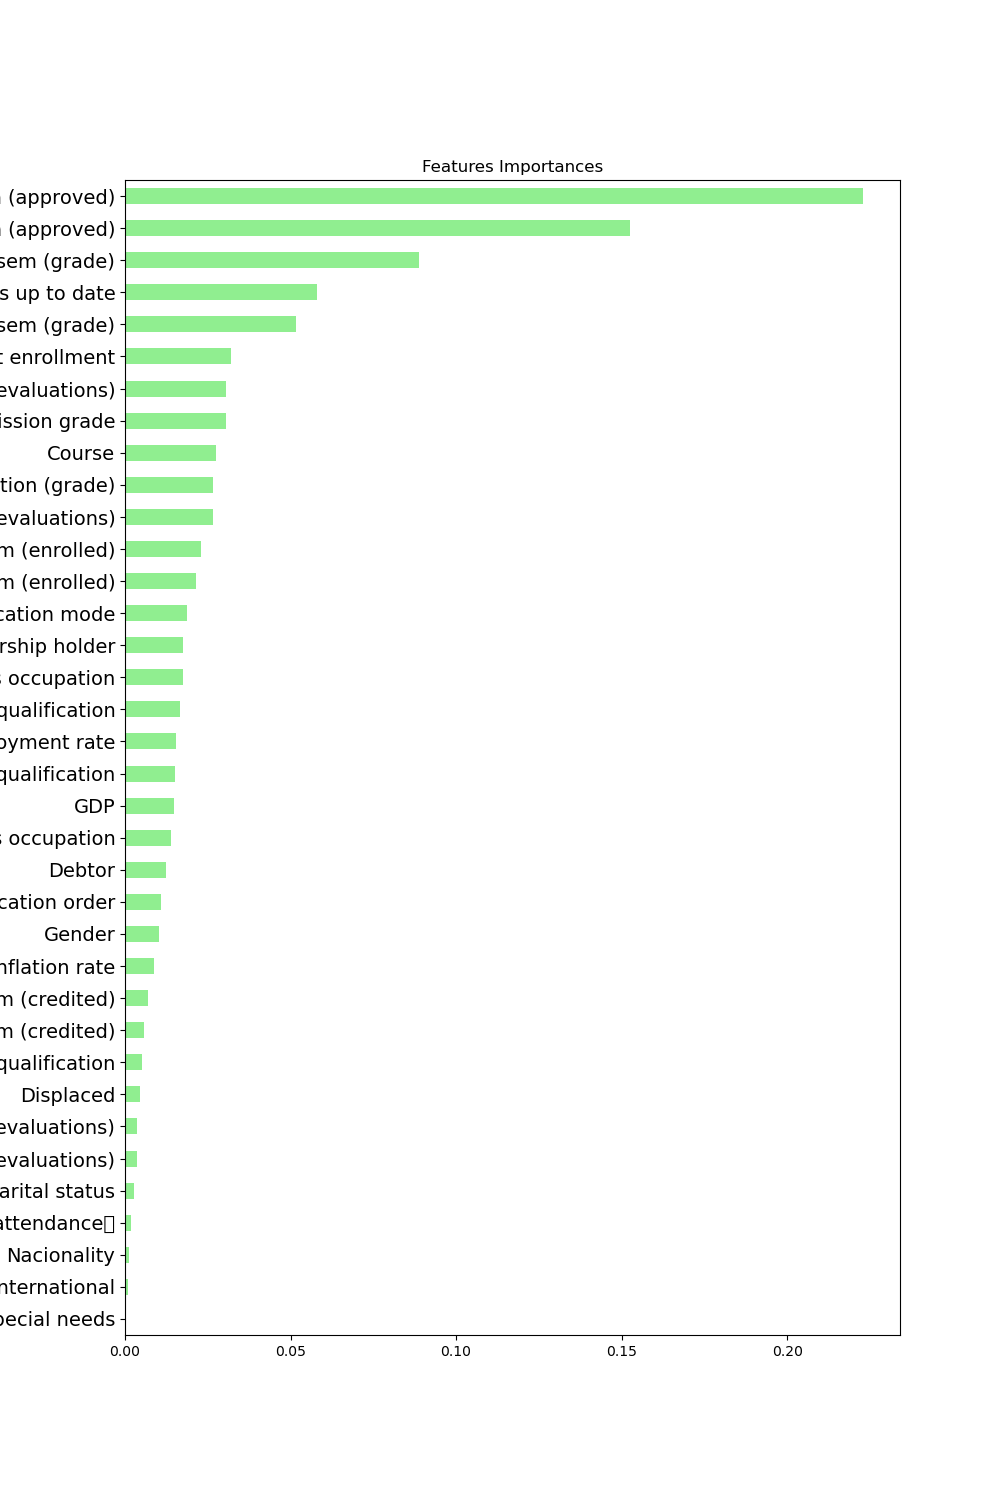 Features Importances
(approved)
(approved)
sem (grade)
s up to date
sem (grade)
t enrollment
evaluations)
ission grade
Course
tion (grade)
evaluations)
m (enrolled)
m (enrolled)
cation mode
rship holder
s occupation
qualification
oyment rate
qualification
GDP
s occupation
Debtor
cation order
Gender
nflation rate
m (credited)
m (credited)
qualification
Displaced
evaluations)
evaluations)
arital status
attendance
Nacionality
nternational
pecial needs
0.00 0.05 0.10 0.15 0.20